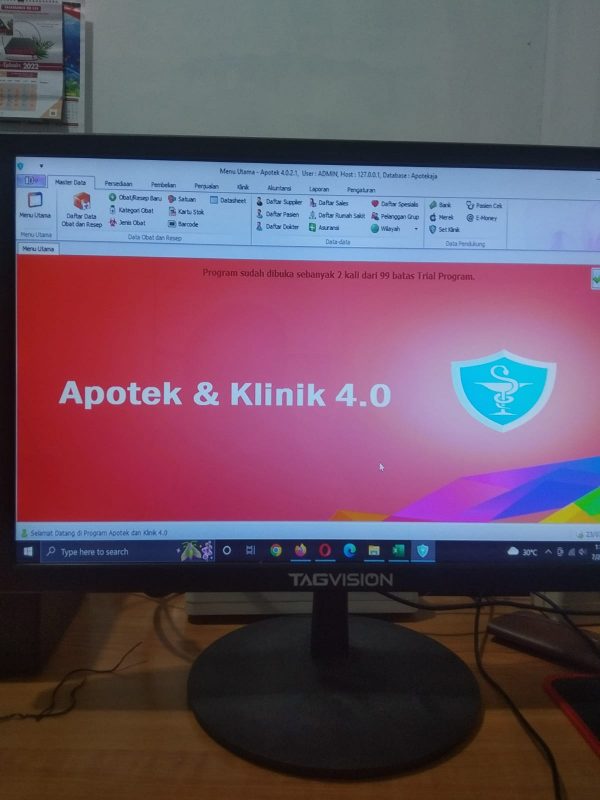 2022
Menu Utama - Apotek 4.0.2.1, User : ADMIN, Host : 127.0.0.1, Database : Apotekaja
Master Data Persediaan Pembelian Penjualan Klinik Akuntansi Laporan Pengaturan
Menu Utama
Menu Utama
Daftar Data
Obat dan Resep
Obat/Resep Baru
Kategori Obat
Jenis Obat
Satuan
Kartu Stok
Barcode
Datasheet
Data Obat dan Resep
Daftar Supplier
Daftar Pasien
Daftar Dokter
Daftar Sales
Daftar Rumah Sakit
Asuransi
Daftar Spesialis
Pelanggan Grup
Wilayah
Data-data
Bank
Merek
Set Klinik
Pasien Cek
E-Money
Data Pendukung
Menu Utama
Program sudah dibuka sebanyak 2 kali dari 99 batas Trial Program.
Apotek & Klinik 4.0
Selamat Datang di Program Apotek dan Klinik 4.0
Type here to search
30°C
TAGVISION